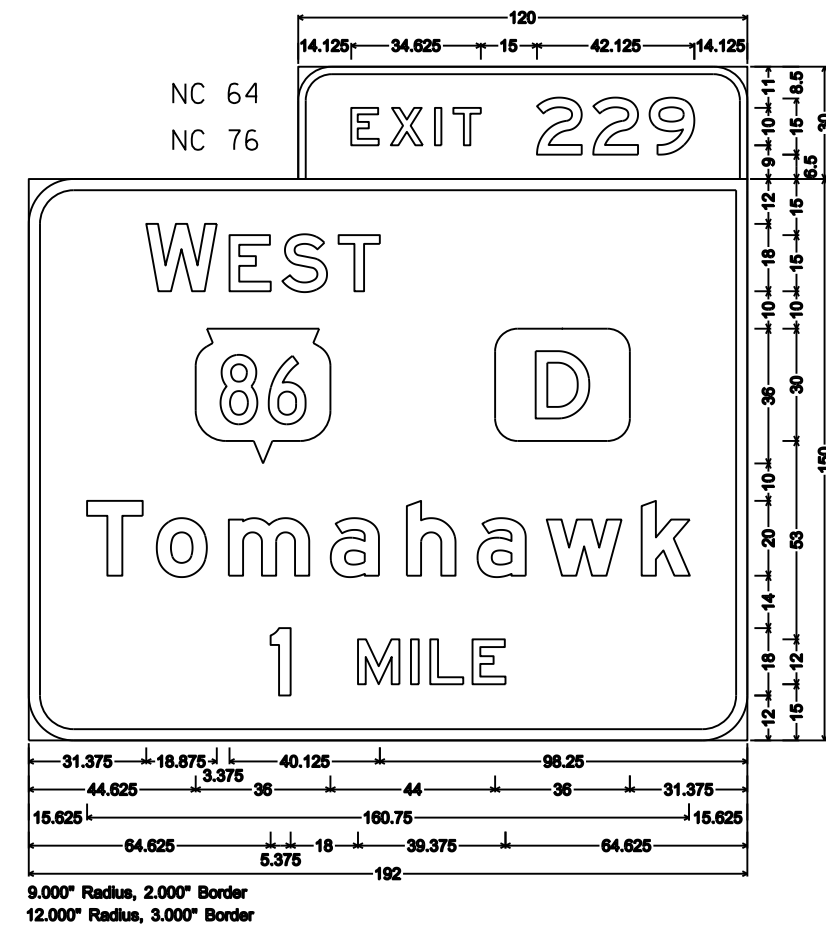 120
14.125 34.625 15 42.125 14.125
NC 64
NC 76
EXIT 229
11 10 9
8.5 15 6.5
30
WEST
86 D
Tomahawk
1 MILE
12 18 10 36 10 20 14 18 12
15 15 10 30 53 12 15
150
31.375 18.875 3.375 40.125 98.25
44.625 36 44 36 31.375
15.625 160.75 15.625
64.625 5.375 18 39.375 64.625
192
9.000" Radius, 2.000" Border
12.000" Radius, 3.000" Border